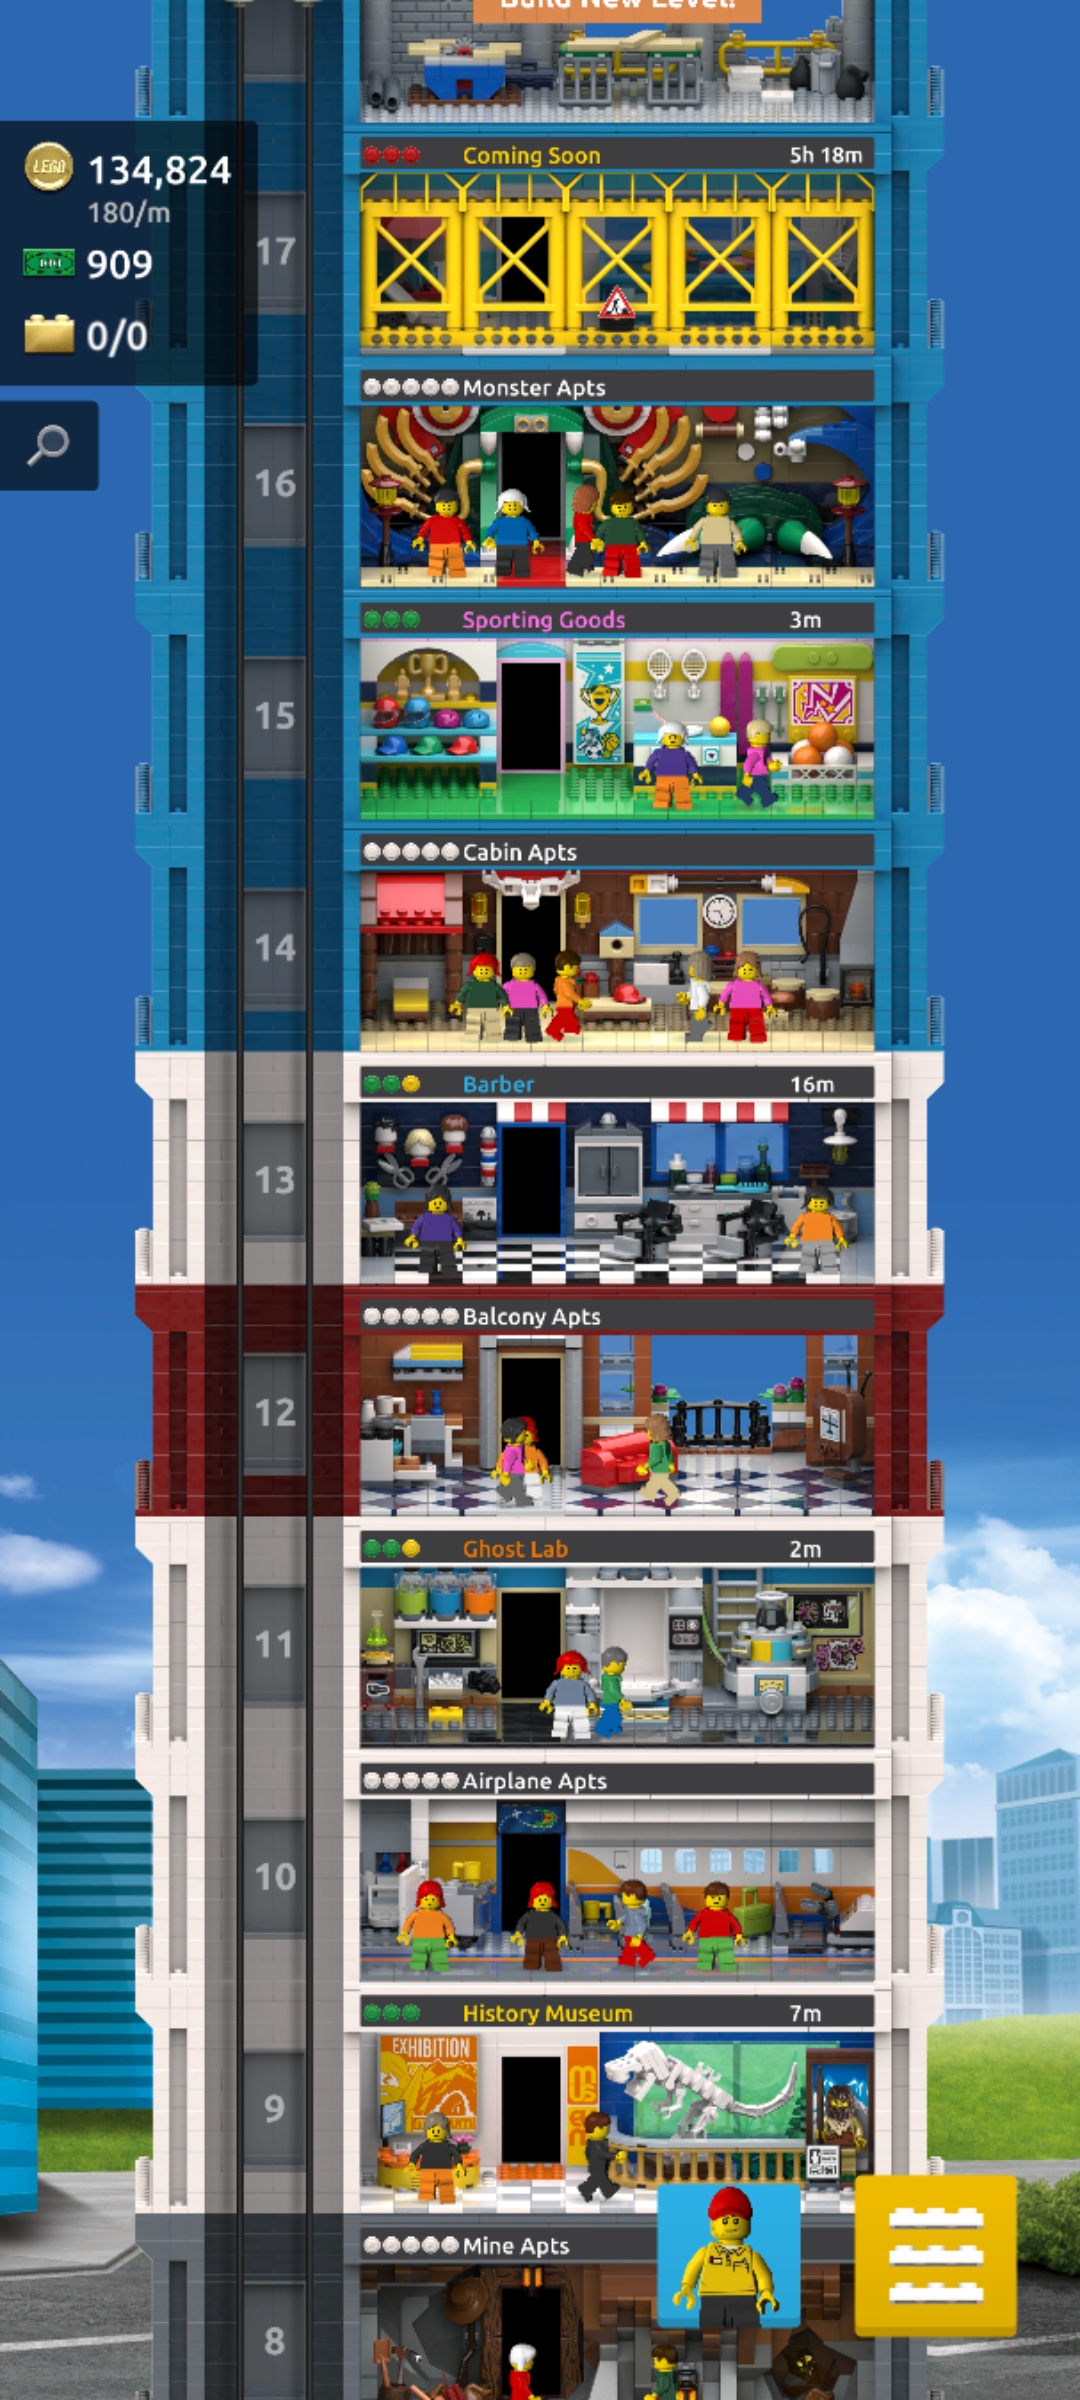 Build New Level!
LEGO
134,824
180/m
909
0/0
Coming Soon
5h 18m
17
Monster Apts
16
Sporting Goods
3m
15
Cabin Apts
14
Barber
16m
13
Balcony Apts
12
Ghost Lab
2m
11
Airplane Apts
10
History Museum
7m
EXHIBITION
9
Mine Apts
8